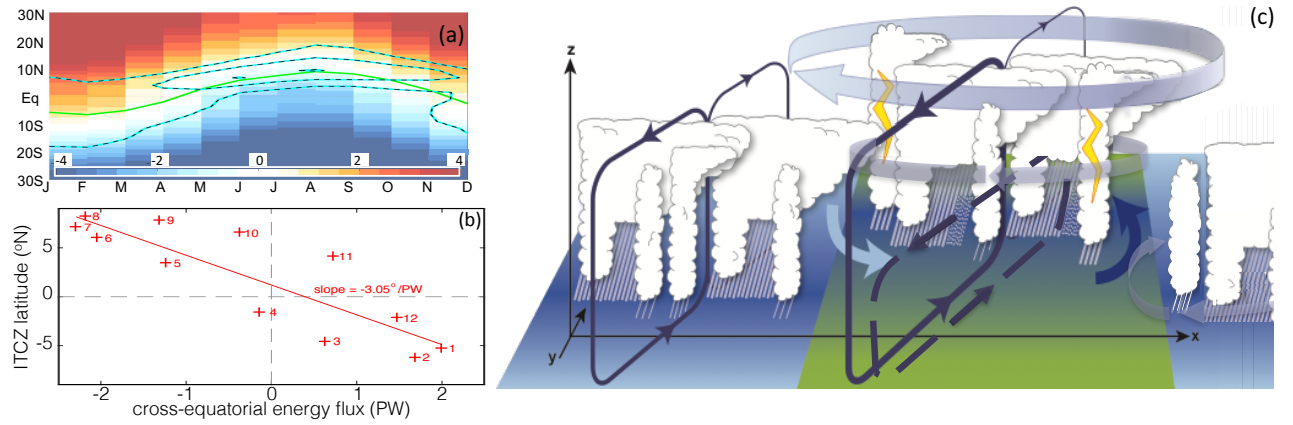 30N
20N
10N
Eq
10S
20S
30S
(a)
-4 -2 0 2 4
J F M A M J J A S O N D
(b)
ITCZ latitude (ºN)
5
0
-5
8
7
6
9
5
10
11
4
3
12
2
1
slope = -3.05°/PW
-2 -1 0 1 2
cross-equatorial energy flux (PW)
(c)
z
y
x